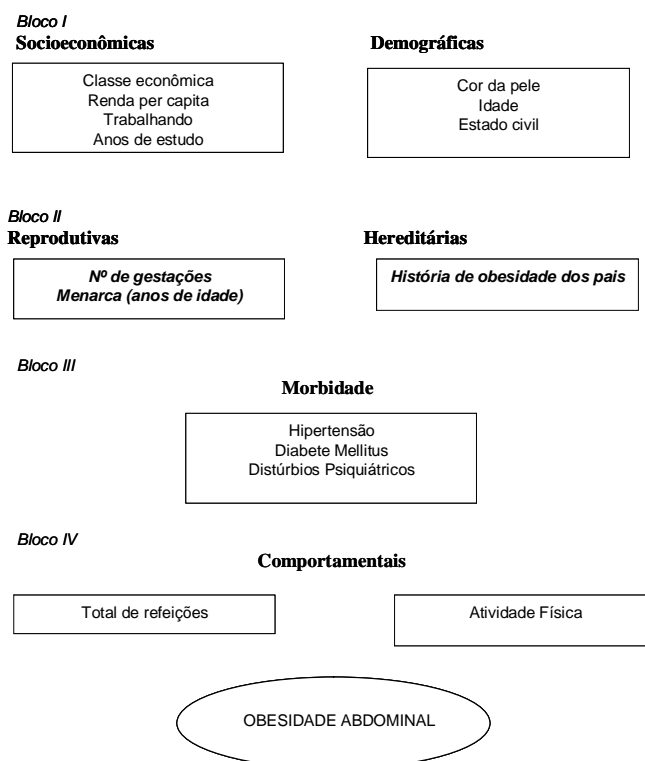 Bloco I
Socioeconômicas
Demográficas
Classe econômica
Renda per capita
Trabalhando
Anos de estudo
Cor da pele
Idade
Estado civil
Bloco II
Reprodutivas
Hereditárias
Nº de gestações
Menarca (anos de idade)
História de obesidade dos pais
Bloco III
Morbidade
Hipertensão
Diabete Mellitus
Distúrbios Psiquiátricos
Bloco IV
Comportamentais
Total de refeições
Atividade Física
OBESIDADE ABDOMINAL